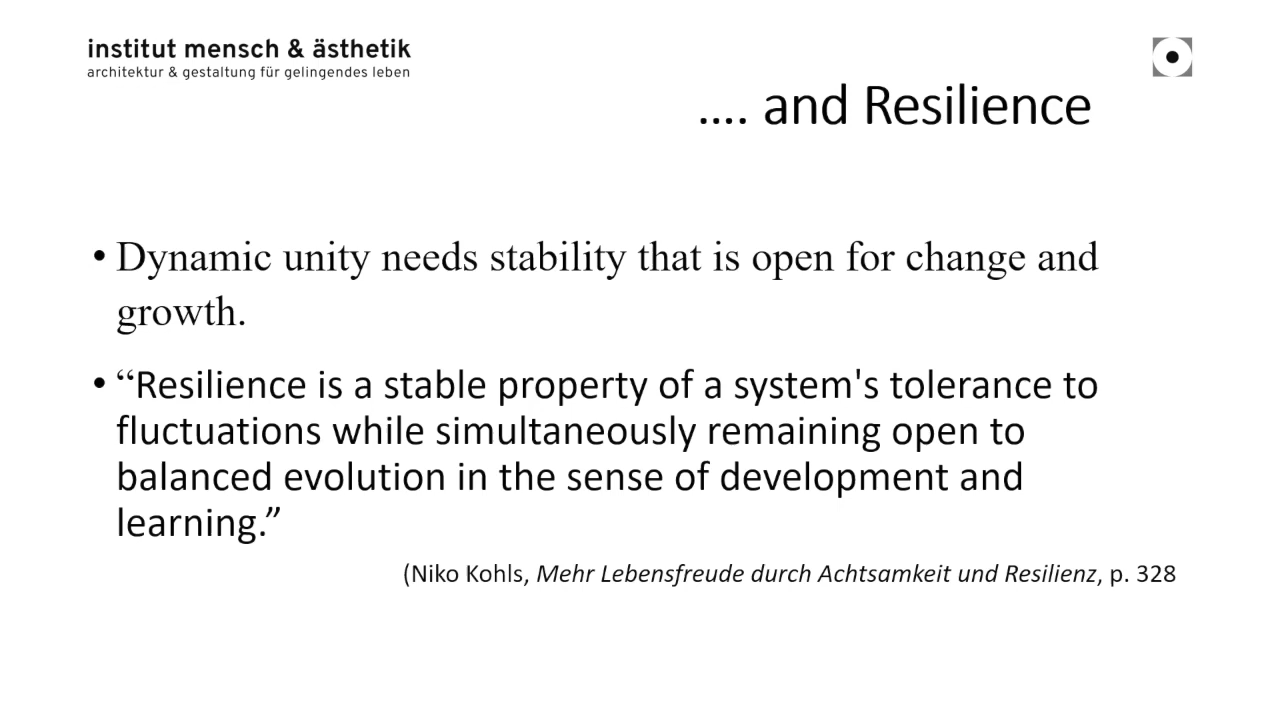 institut mensch & ästhetik
architektur & gestaltung für gelingendes leben
.... and Resilience
• Dynamic unity needs stability that is open for change and
growth.
• “Resilience is a stable property of a system's tolerance to
fluctuations while simultaneously remaining open to
balanced evolution in the sense of development and
learning.”
(Niko Kohls, Mehr Lebensfreude durch Achtsamkeit und Resilienz, p. 328